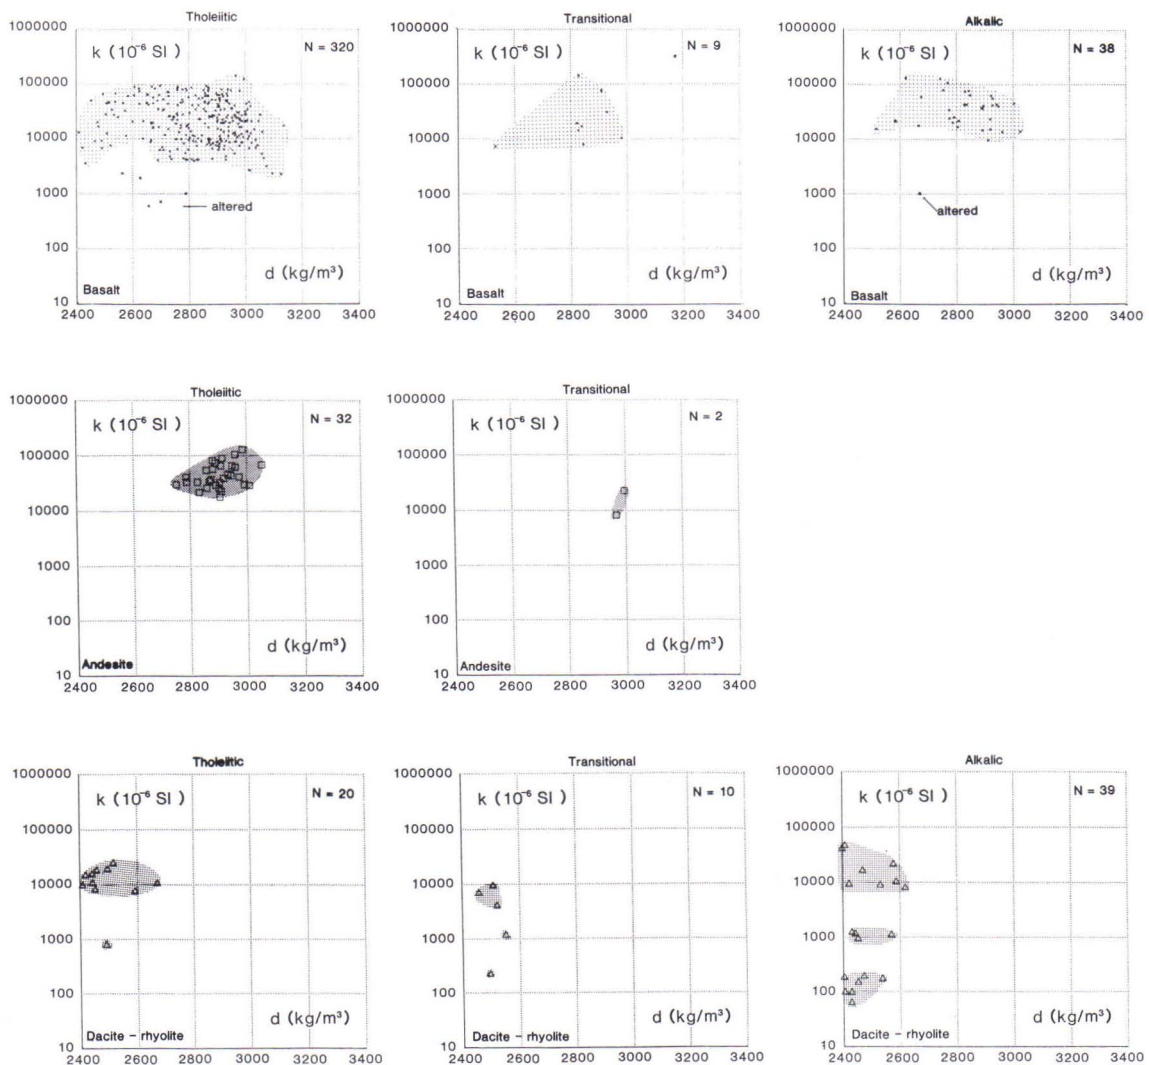 Tholeiitic
1000000
k (10⁻⁶ SI )
N = 320
100000
10000
1000
altered
100
d (kg/m³)
Basalt
10
2400 2600 2800 3000 3200 3400
Transitional
1000000
k (10⁻⁶ SI )
N = 9
100000
10000
1000
100
d (kg/m³)
Basalt
10
2400 2600 2800 3000 3200 3400
Alkalic
1000000
k (10⁻⁶ SI )
N = 38
100000
10000
1000
altered
100
d (kg/m³)
Basalt
10
2400 2600 2800 3000 3200 3400
Tholeiitic
1000000
k (10⁻⁶ SI )
N = 32
100000
10000
1000
100
d (kg/m³)
Andesite
10
2400 2600 2800 3000 3200 3400
Transitional
1000000
k (10⁻⁶ SI )
N = 2
100000
10000
1000
100
d (kg/m³)
Andesite
10
2400 2600 2800 3000 3200 3400
Tholeiitic
1000000
k (10⁻⁶ SI )
N = 20
100000
10000
1000
100
d (kg/m³)
Dacite - rhyolite
10
2400 2600 2800 3000 3200 3400
Transitional
1000000
k (10⁻⁶ SI )
N = 10
100000
10000
1000
100
d (kg/m³)
Dacite - rhyolite
10
2400 2600 2800 3000 3200 3400
Alkalic
1000000
k (10⁻⁶ SI )
N = 39
100000
10000
1000
100
d (kg/m³)
Dacite - rhyolite
10
2400 2600 2800 3000 3200 3400